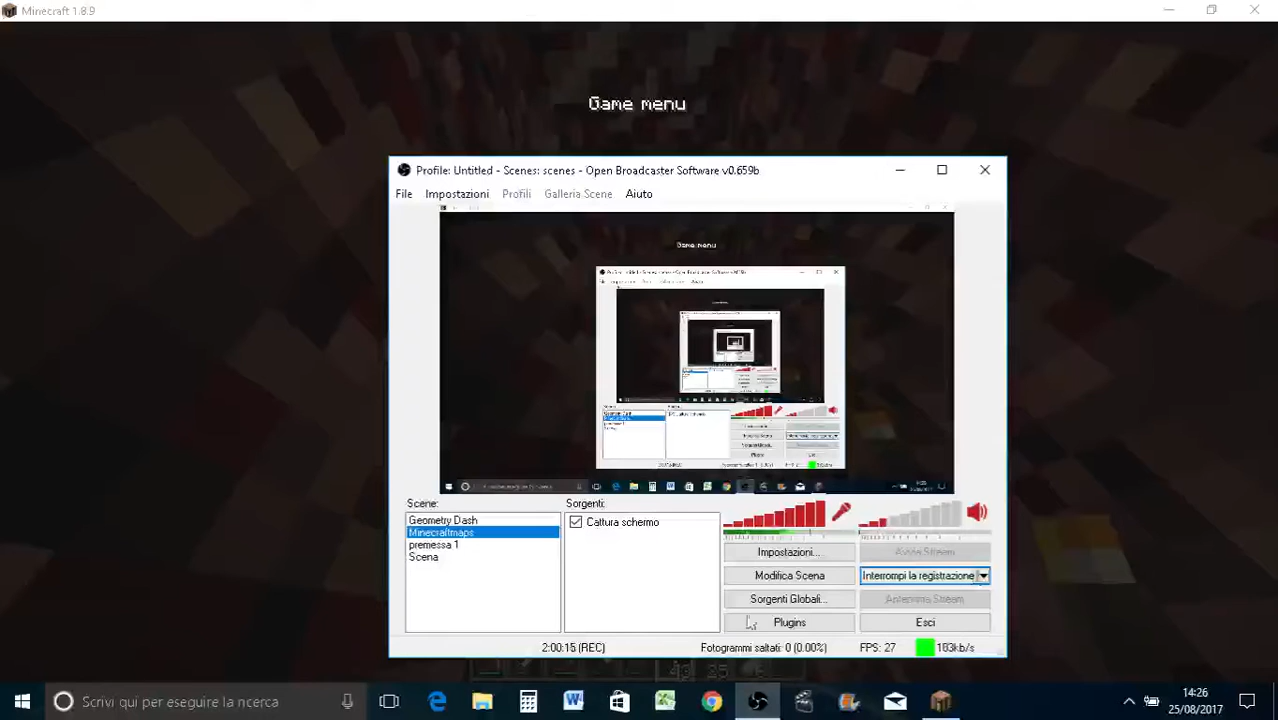 Minecraft 1.8.9
Game menu
Profile: Untitled - Scenes: scenes - Open Broadcaster Software v0.659b
File Impostazioni Profili Galleria Scene Aiuto
Game menu
Scene: Sorgenti:
Geometry Dash
Minecraftmaps
premessa 1
Scena
Cattura schermo
Impostazioni... Avvia Stream
Modifica Scena Interrompi la registrazione
Sorgenti Globali... Anteprima Stream
Plugins Esci
2:00:15 (REC) Fotogrammi saltati: 0 (0.00%) FPS: 27 183kb/s
Scrivi qui per eseguire la ricerca
14:26
25/08/2017